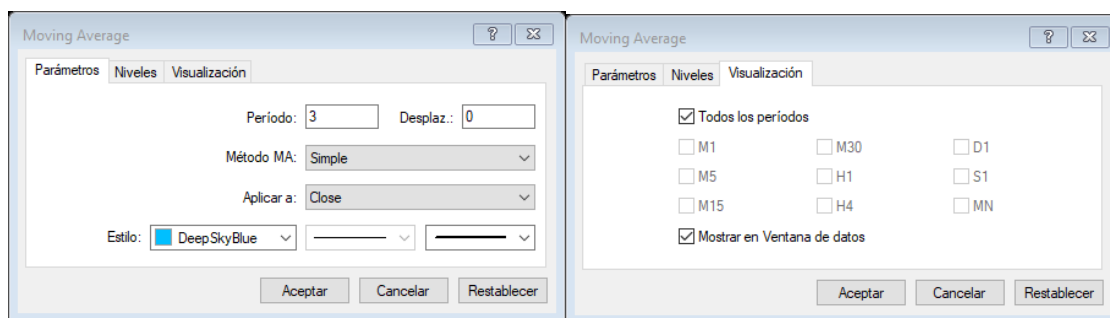 Moving Average
Parámetros Niveles Visualización
Período: 3 Desplaz.: 0
Método MA: Simple
Aplicar a: Close
Estilo: DeepSkyBlue
Aceptar Cancelar Restablecer
Moving Average
Parámetros Niveles Visualización
Todos los períodos
M1 M30 D1
M5 H1 S1
M15 H4 MN
Mostrar en Ventana de datos
Aceptar Cancelar Restablecer